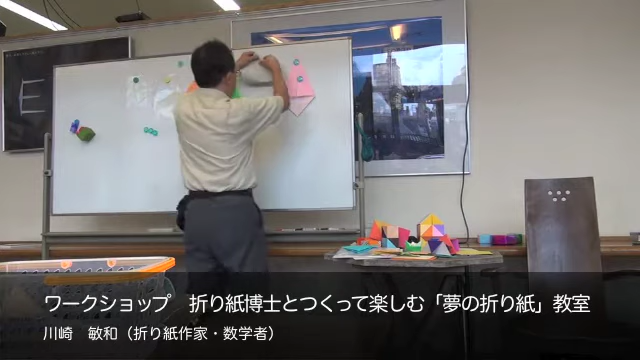 ワークショップ　折り紙博士とつくって楽しむ「夢の折り紙」教室
川崎　敏和（折り紙作家・数学者）